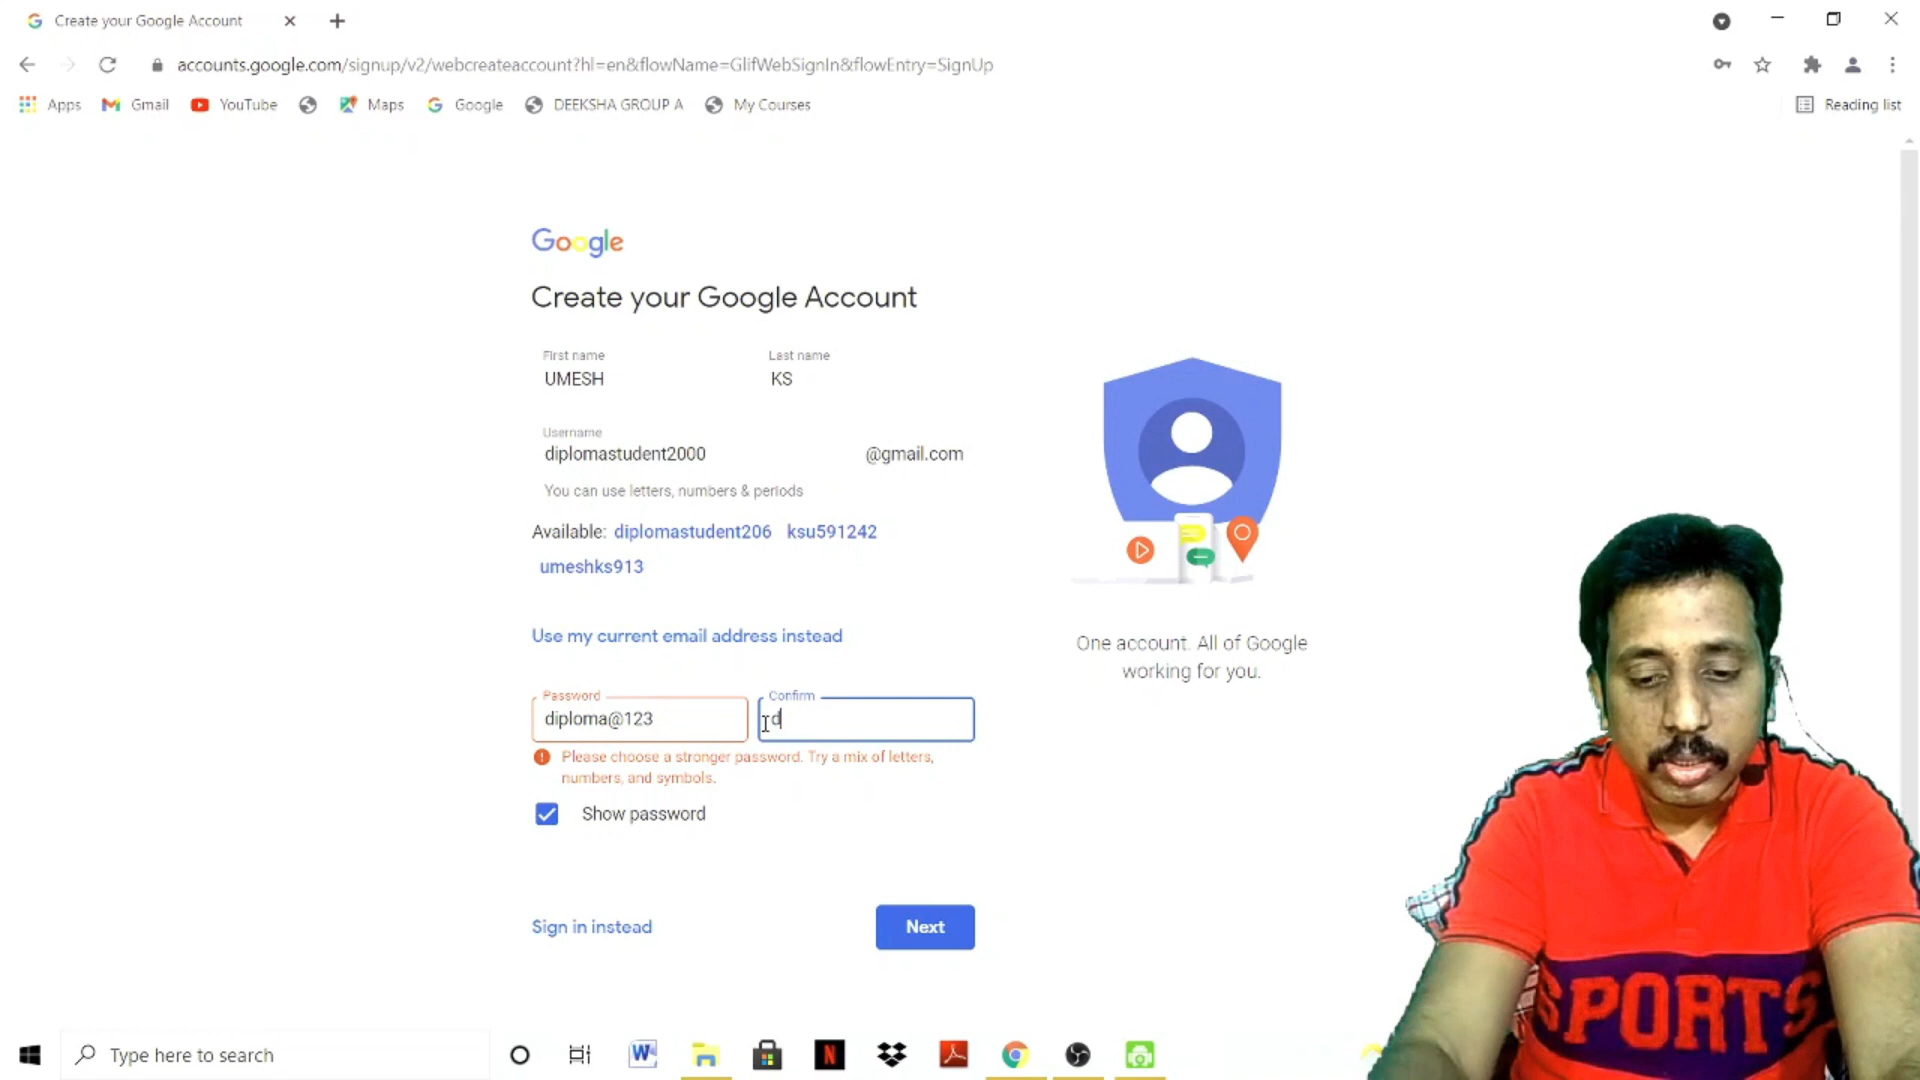 Create your Google Account
accounts.google.com/signup/v2/webcreateaccount?hl=en&flowName=GlifWebSignIn&flowEntry=SignUp
Apps Gmail YouTube Maps Google DEEKSHA GROUP A My Courses Reading list
Google
Create your Google Account
First name Last name
UMESH KS
Username
diplomastudent2000 @gmail.com
You can use letters, numbers & periods
Available: diplomastudent206 ksu591242
umeshks913
Use my current email address instead
Password Confirm
diploma@123 d
Please choose a stronger password. Try a mix of letters,
numbers, and symbols.
Show password
Sign in instead Next
One account. All of Google
working for you.
SPORTS
Type here to search